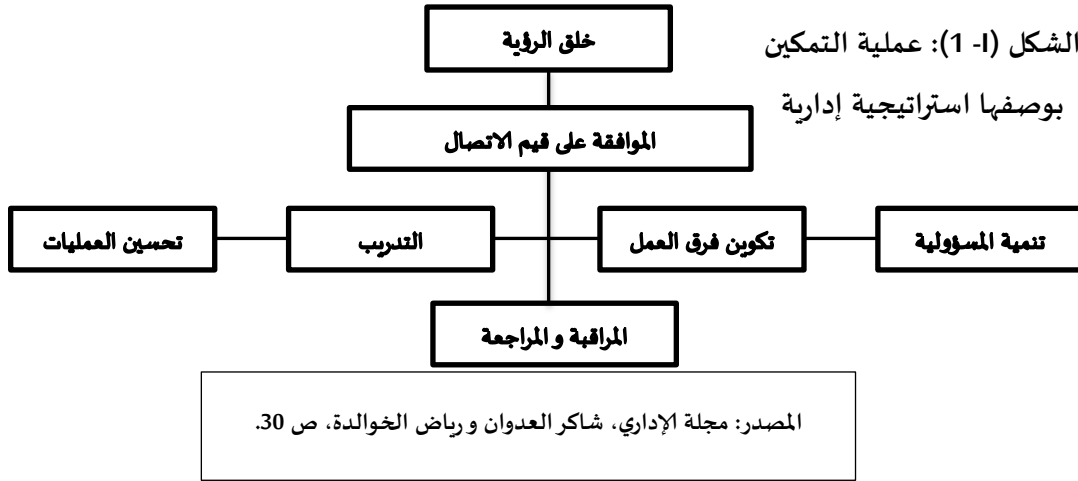 الشكل (I- 1): عملية التمكين
بوصفها استراتيجية إدارية
خلق الرؤية
الموافقة على قيم الاتصال
تنمية المسؤولية
تكوين فرق العمل
التدريب
تحسين العمليات
المراقبة و المراجعة
المصدر: مجلة الإداري، شاكر العدوان و رياض الخوالدة، ص 30.